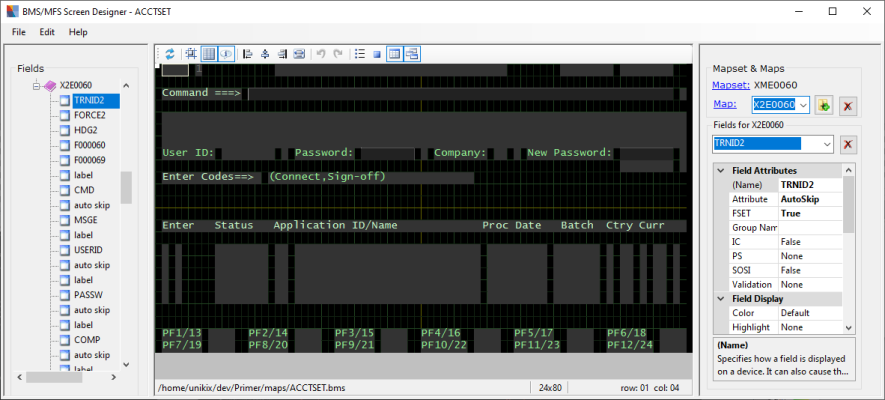 BMS/MFS Screen Designer - ACCTSET
File Edit Help
Fields
X2E0060
TRNID2
FORCE2
HDG2
F000060
F000069
label
CMD
auto skip
MSGE
label
USERID
auto skip
label
PASSW
auto skip
label
COMP
auto skip
label
Command ===>
User ID: Password: Company: New Password:
Enter Codes==> (Connect,Sign-off)
Enter Status Application ID/Name Proc Date Batch Ctry Curr
PF1/13 PF2/14 PF3/15 PF4/16 PF5/17 PF6/18
PF7/19 PF8/20 PF9/21 PF10/22 PF11/23 PF12/24
/home/unikix/dev/Primer/maps/ACCTSET.bms 24x80 row: 01 col: 04
Mapset & Maps
Mapset: XME0060
Map: X2E0060
Fields for X2E0060
TRNID2
Field Attributes
(Name) TRNID2
Attribute AutoSkip
FSET True
Group Nam
IC False
PS None
SOSI False
Validation None
Field Display
Color Default
Highlight None
(Name)
Specifies how a field is displayed
on a device. It can also cause th...